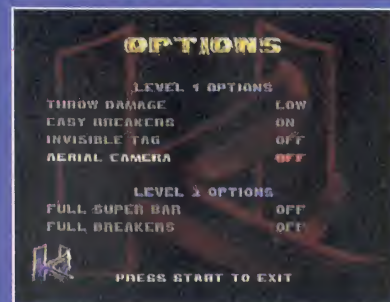 OPTIONS
LEVEL 1 OPTIONS
THROW DAMAGE LOW
EASY BREAKERS ON
INVISIBLE TAG OFF
AERIAL CAMERA OFF
LEVEL 2 OPTIONS
FULL SUPER BAR OFF
FULL BREAKERS OFF
PRESS START TO EXIT